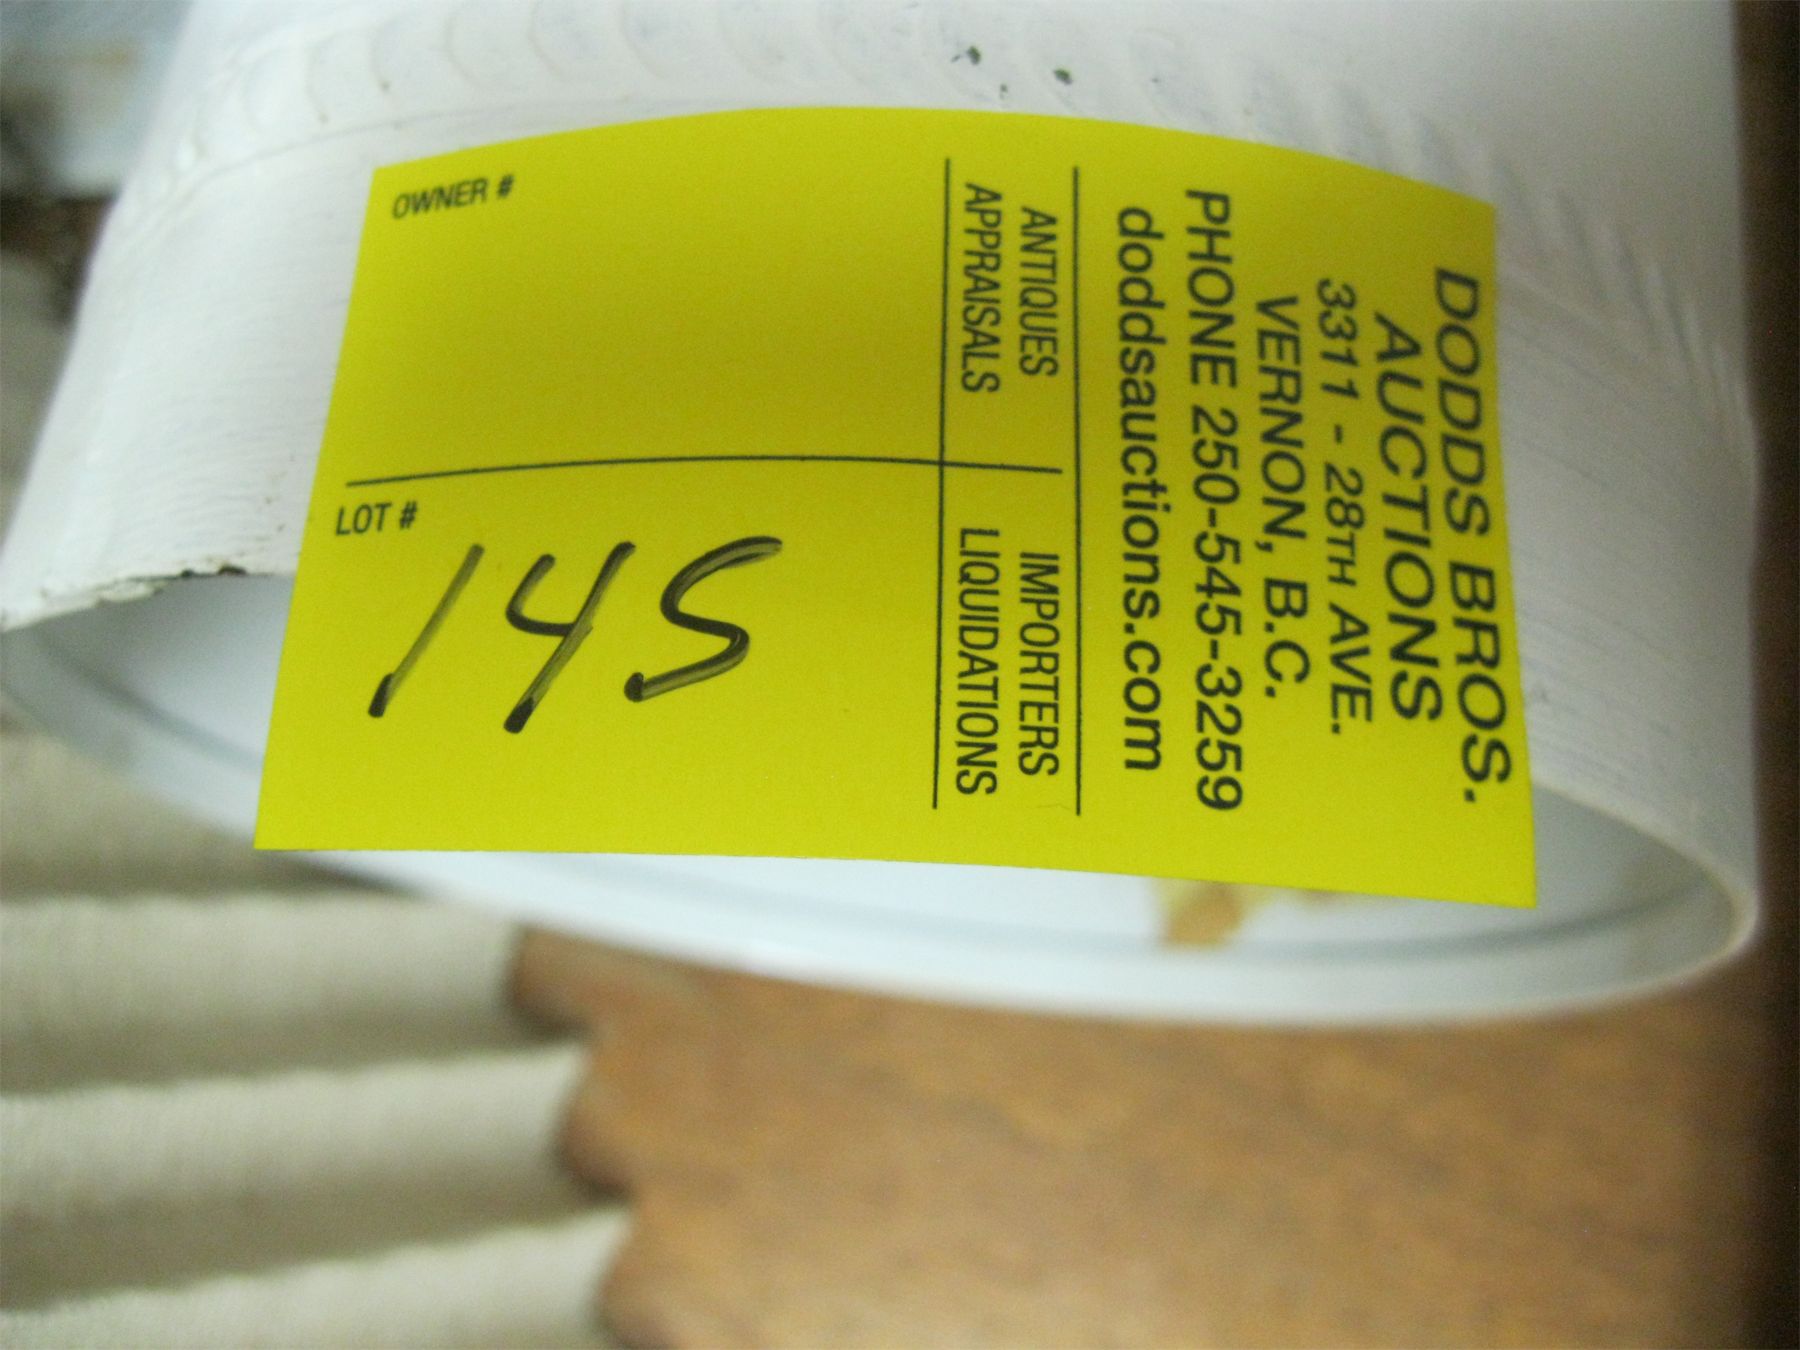 DODDS BROS.
AUCTIONS
3311 - 28TH AVE.
VERNON, B.C.
PHONE 250-545-3259
doddsauctions.com
ANTIQUES
APPRAISALS
IMPORTERS
LIQUIDATIONS
OWNER #
LOT #
145